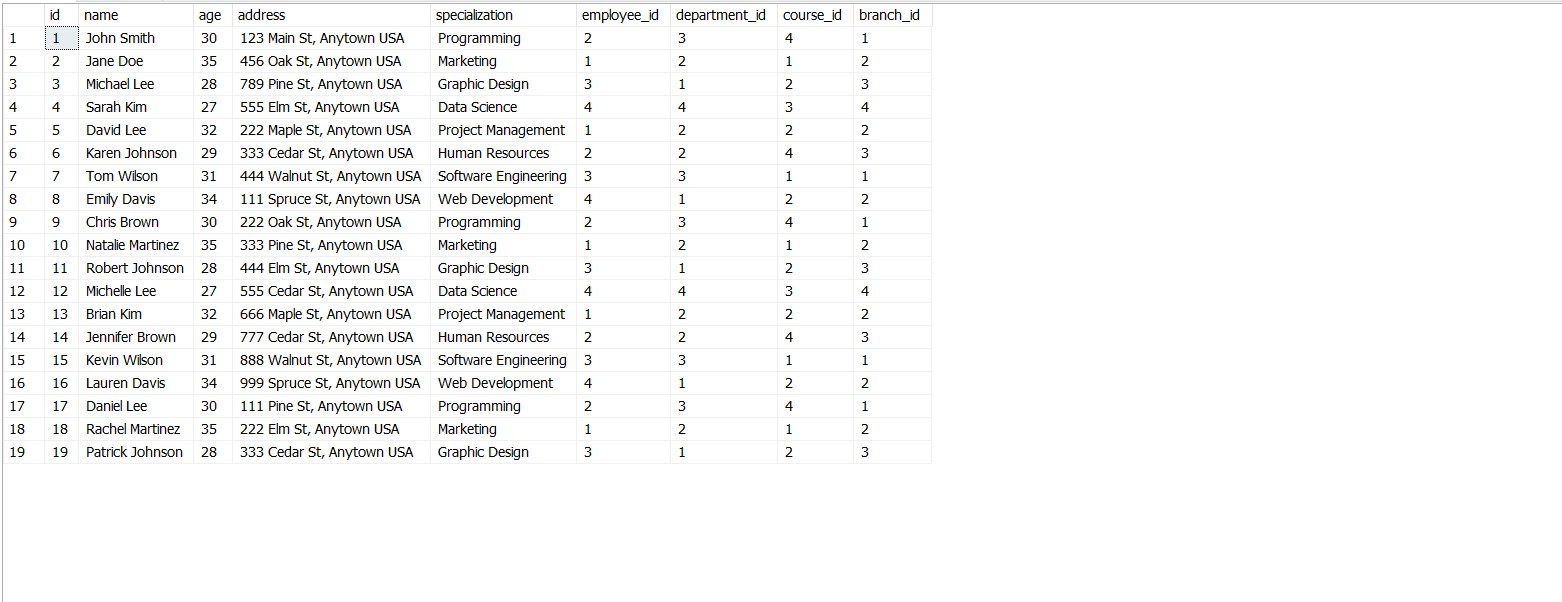 id name age address specialization employee_id department_id course_id branch_id
1 1 John Smith 30 123 Main St, Anytown USA Programming 2 3 4 1
2 2 Jane Doe 35 456 Oak St, Anytown USA Marketing 1 2 1 2
3 3 Michael Lee 28 789 Pine St, Anytown USA Graphic Design 3 1 2 3
4 4 Sarah Kim 27 555 Elm St, Anytown USA Data Science 4 4 3 4
5 5 David Lee 32 222 Maple St, Anytown USA Project Management 1 2 2 2
6 6 Karen Johnson 29 333 Cedar St, Anytown USA Human Resources 2 2 4 3
7 7 Tom Wilson 31 444 Walnut St, Anytown USA Software Engineering 3 3 1 1
8 8 Emily Davis 34 111 Spruce St, Anytown USA Web Development 4 1 2 2
9 9 Chris Brown 30 222 Oak St, Anytown USA Programming 2 3 4 1
10 10 Natalie Martinez 35 333 Pine St, Anytown USA Marketing 1 2 1 2
11 11 Robert Johnson 28 444 Elm St, Anytown USA Graphic Design 3 1 2 3
12 12 Michelle Lee 27 555 Cedar St, Anytown USA Data Science 4 4 3 4
13 13 Brian Kim 32 666 Maple St, Anytown USA Project Management 1 2 2 2
14 14 Jennifer Brown 29 777 Cedar St, Anytown USA Human Resources 2 2 4 3
15 15 Kevin Wilson 31 888 Walnut St, Anytown USA Software Engineering 3 3 1 1
16 16 Lauren Davis 34 999 Spruce St, Anytown USA Web Development 4 1 2 2
17 17 Daniel Lee 30 111 Pine St, Anytown USA Programming 2 3 4 1
18 18 Rachel Martinez 35 222 Elm St, Anytown USA Marketing 1 2 1 2
19 19 Patrick Johnson 28 333 Cedar St, Anytown USA Graphic Design 3 1 2 3